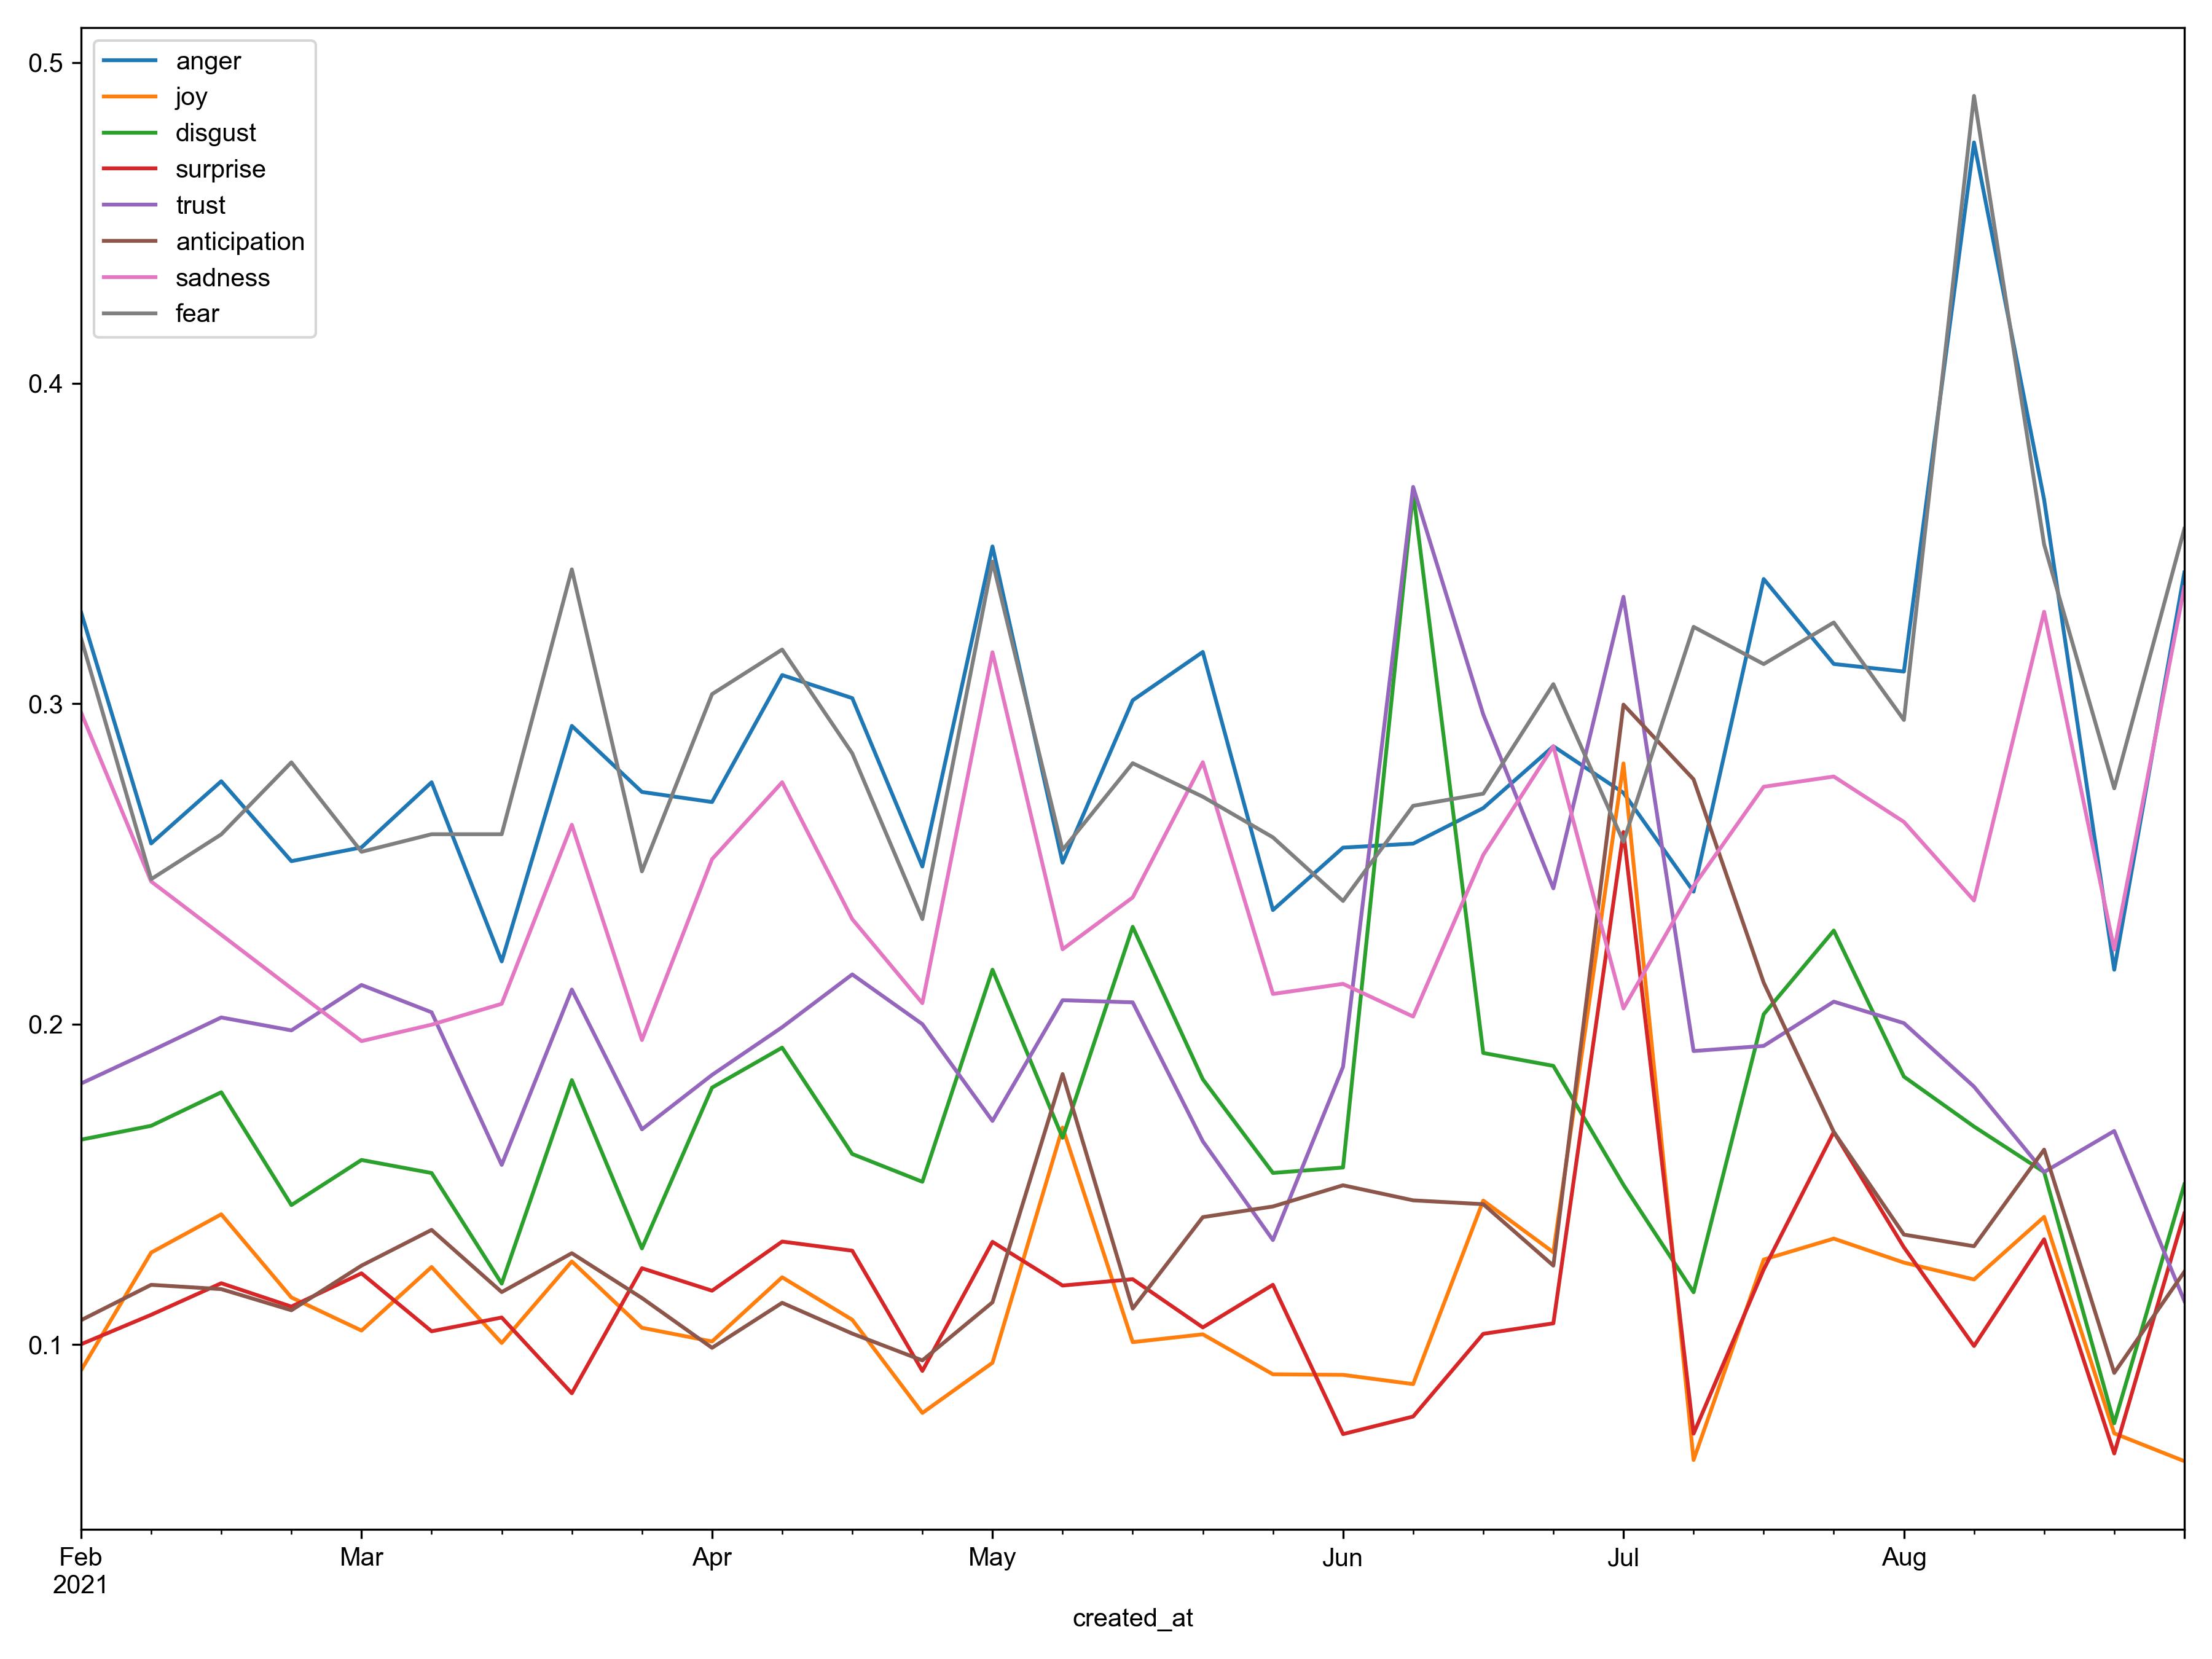 0.5
0.4
0.3
0.2
0.1
anger
joy
disgust
surprise
trust
anticipation
sadness
fear
Feb Mar Apr May Jun Jul Aug
2021
created_at